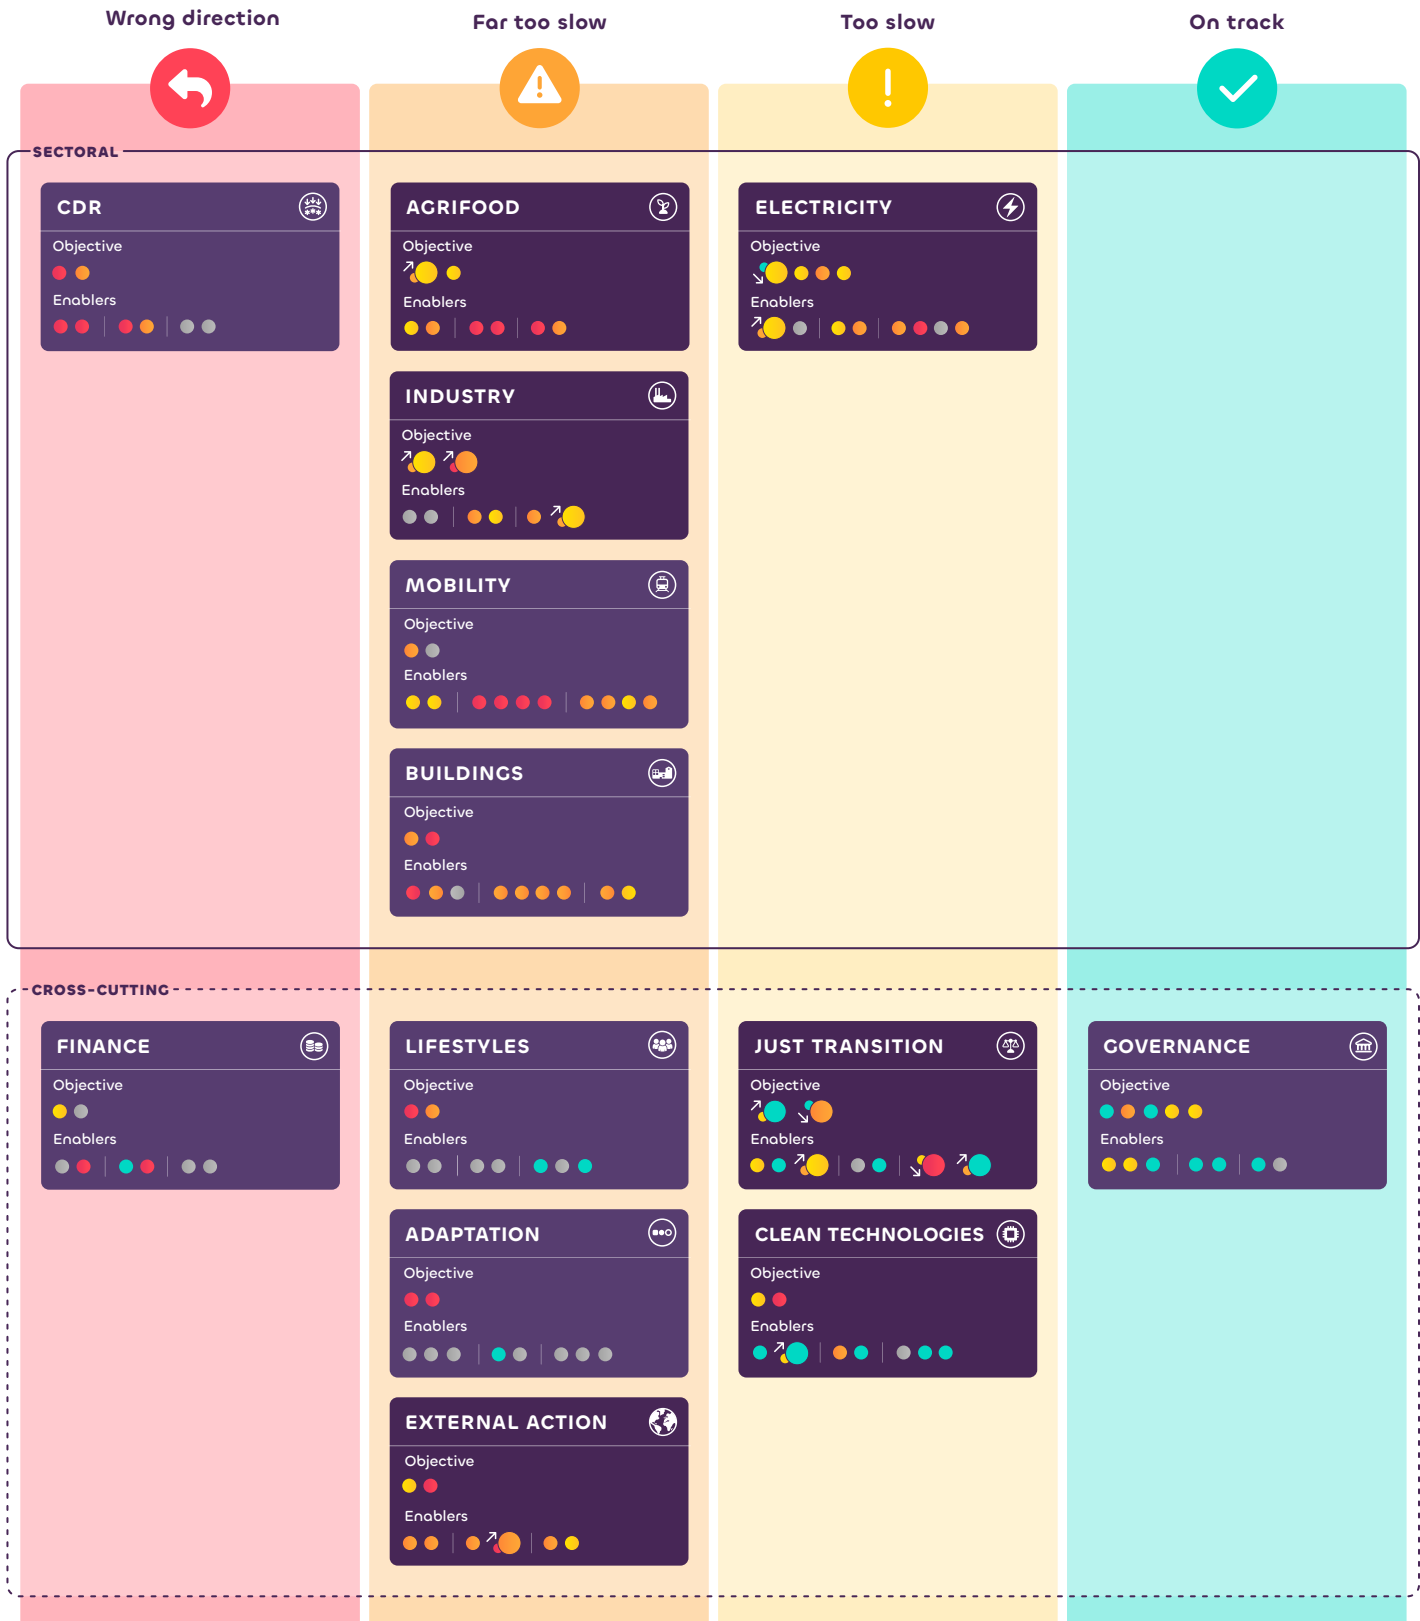 Wrong direction
Far too slow
Too slow
On track
SECTORAL
CDR
Objective
Enablers
AGRIFOOD
Objective
Enablers
ELECTRICITY
Objective
Enablers
INDUSTRY
Objective
Enablers
MOBILITY
Objective
Enablers
BUILDINGS
Objective
Enablers
CROSS-CUTTING
FINANCE
Objective
Enablers
LIFESTYLES
Objective
Enablers
JUST TRANSITION
Objective
Enablers
GOVERNANCE
Objective
Enablers
ADAPTATION
Objective
Enablers
CLEAN TECHNOLOGIES
Objective
Enablers
EXTERNAL ACTION
Objective
Enablers